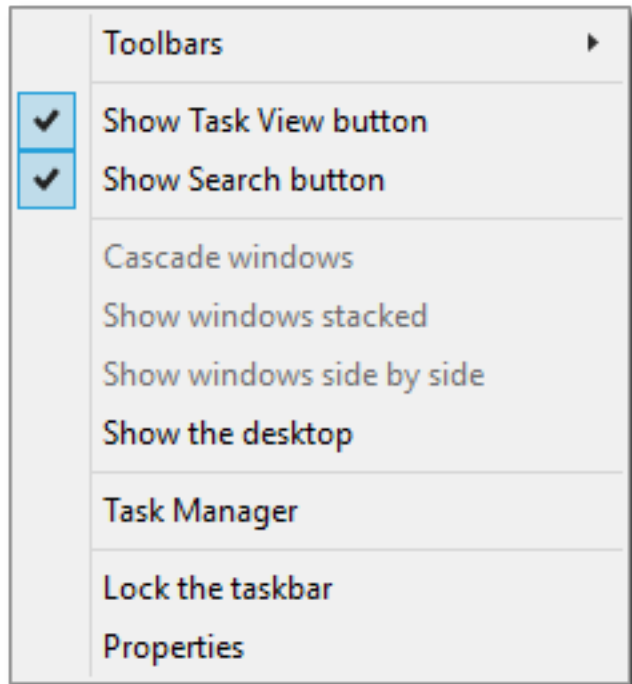 Toolbars
Show Task View button
Show Search button
Cascade windows
Show windows stacked
Show windows side by side
Show the desktop
Task Manager
Lock the taskbar
Properties